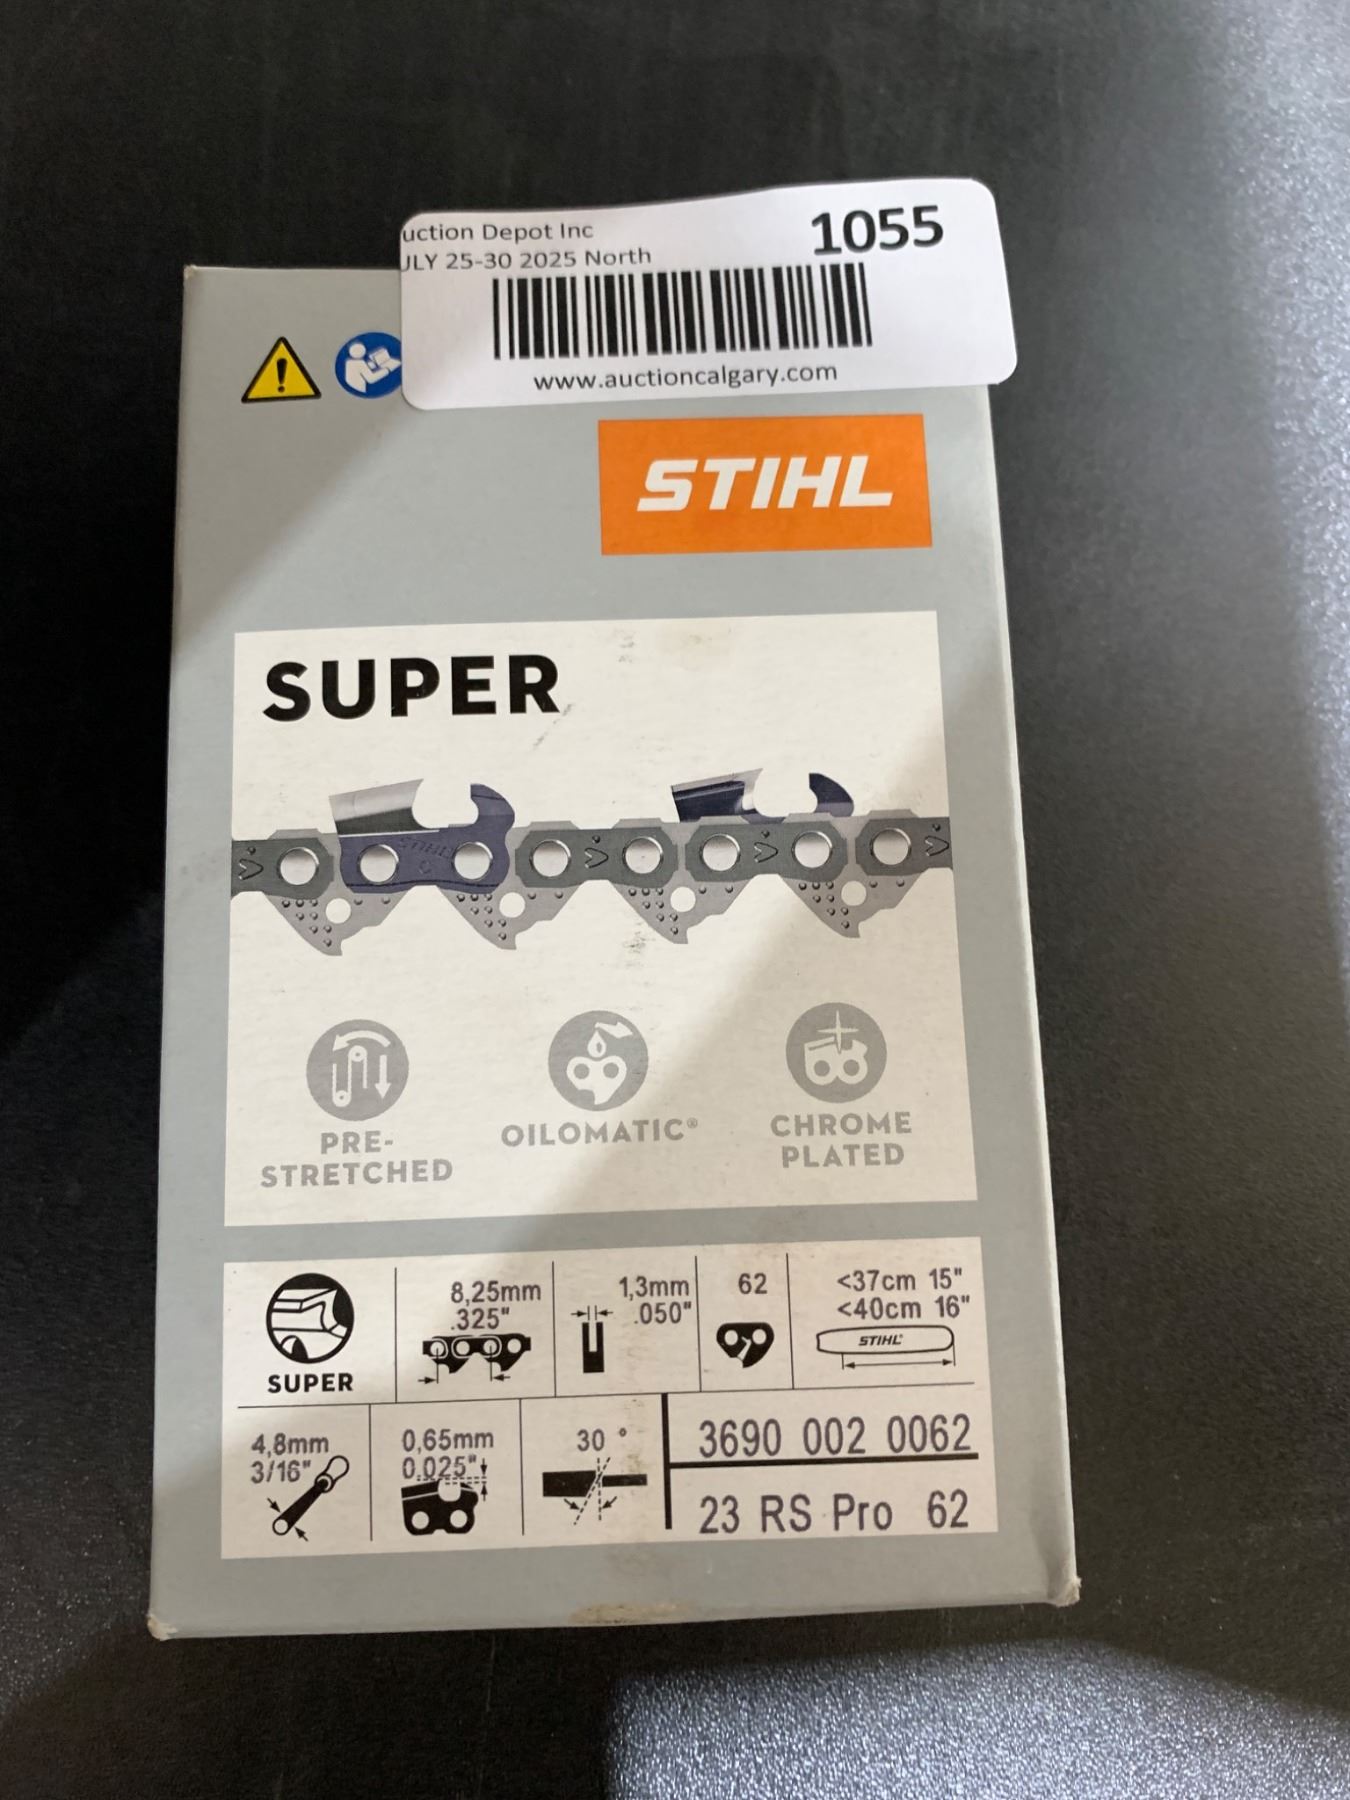 uction Depot Inc
JLY 25-30 2025 North
1055
www.auctioncalgary.com
STIHL
SUPER
STIHL
PRE-
STRETCHED
OILOMATIC®
CHROME
PLATED
SUPER
8,25mm
.325"
1,3mm
.050"
62
<37cm 15"
<40cm 16"
STIHL®
4,8mm
3/16"
0,65mm
0.025"
30 °
3690 002 0062
23 RS Pro 62